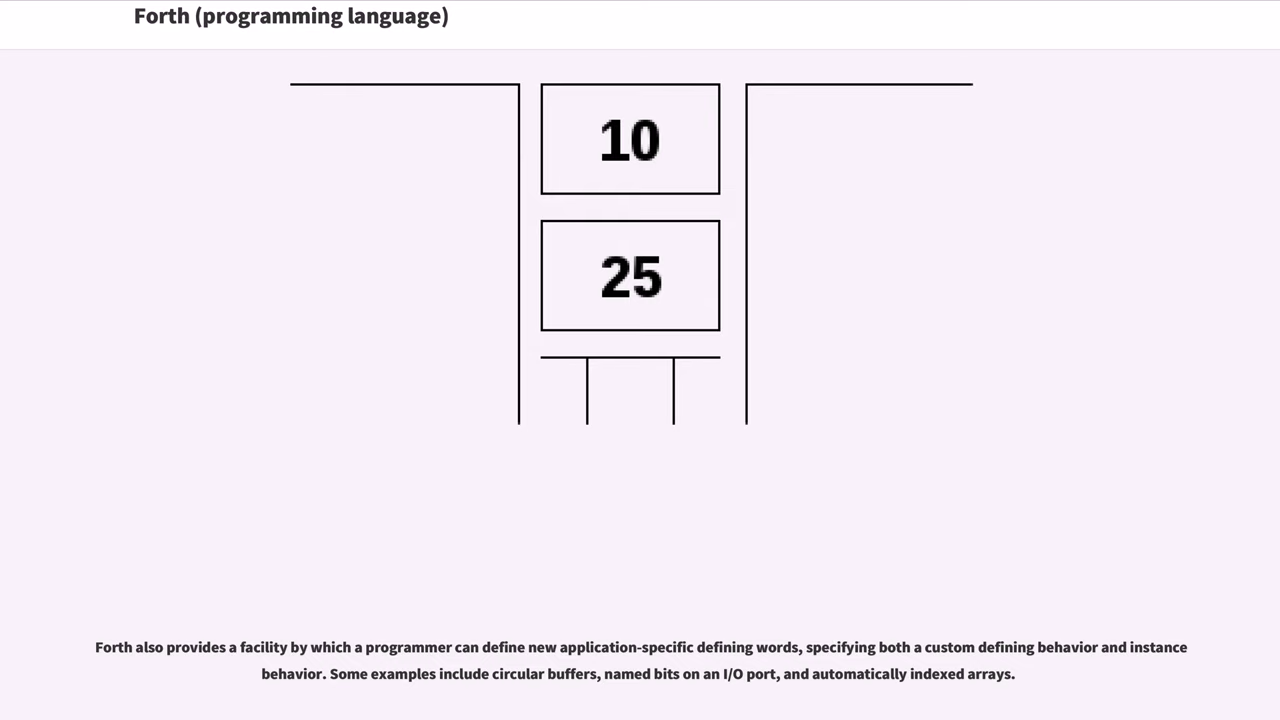 Forth (programming language)
10
25
Forth also provides a facility by which a programmer can define new application-specific defining words, specifying both a custom defining behavior and instance
behavior. Some examples include circular buffers, named bits on an I/O port, and automatically indexed arrays.